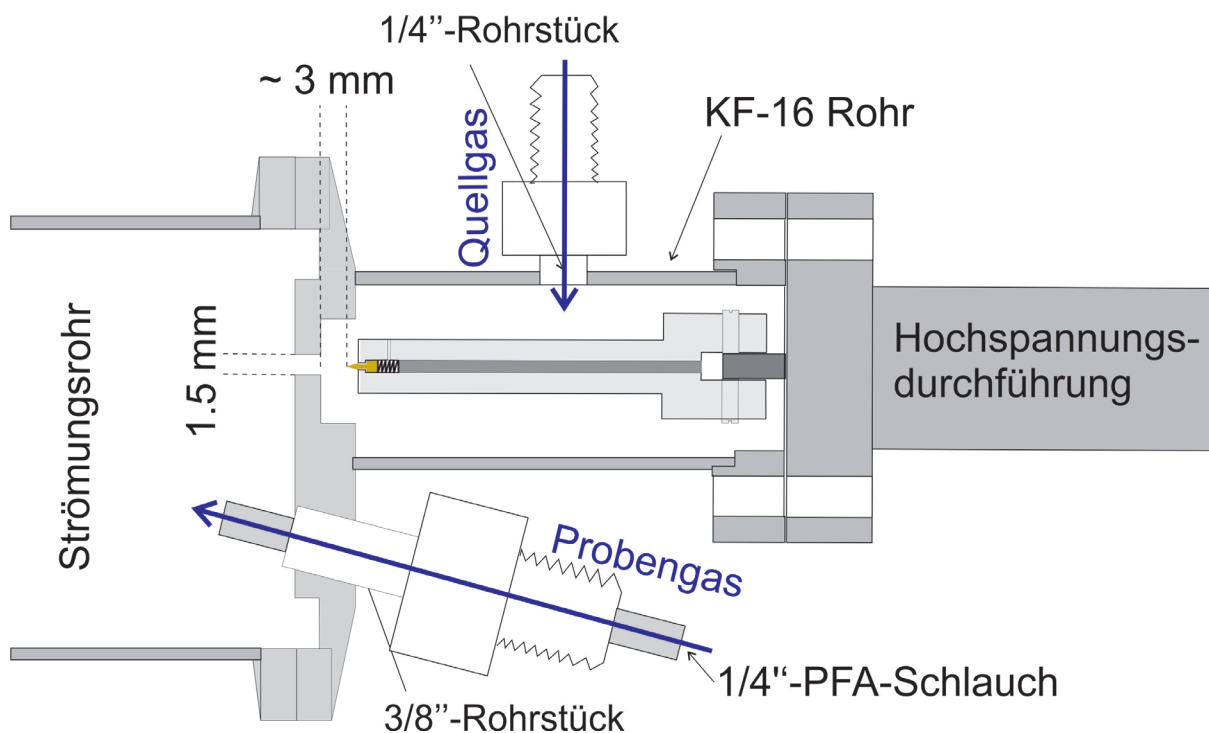 1/4’’-Rohrstück
~ 3 mm
KF-16 Rohr
Quellgas
Hochspannungs-
durchführung
1.5 mm
Strömungsrohr
Probengas
1/4"-PFA-Schlauch
3/8’’-Rohrstück